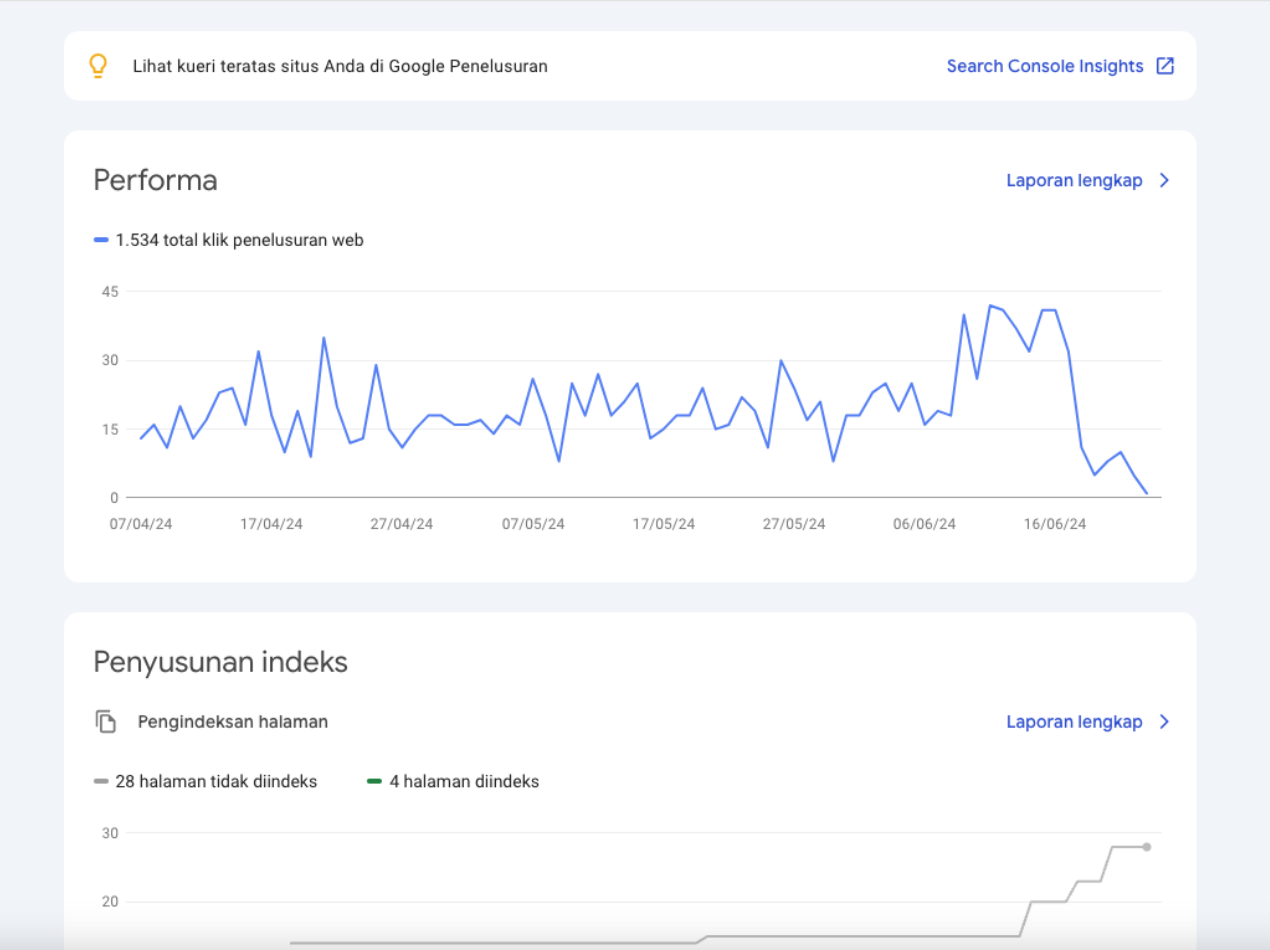 Lihat kueri teratas situs Anda di Google Penelusuran
Search Console Insights
Performa
Laporan lengkap
1.534 total klik penelusuran web
45
30
15
0
07/04/24 17/04/24 27/04/24 07/05/24 17/05/24 27/05/24 06/06/24 16/06/24
Penyusunan indeks
Pengindeksan halaman
Laporan lengkap
28 halaman tidak diindeks 4 halaman diindeks
30
20